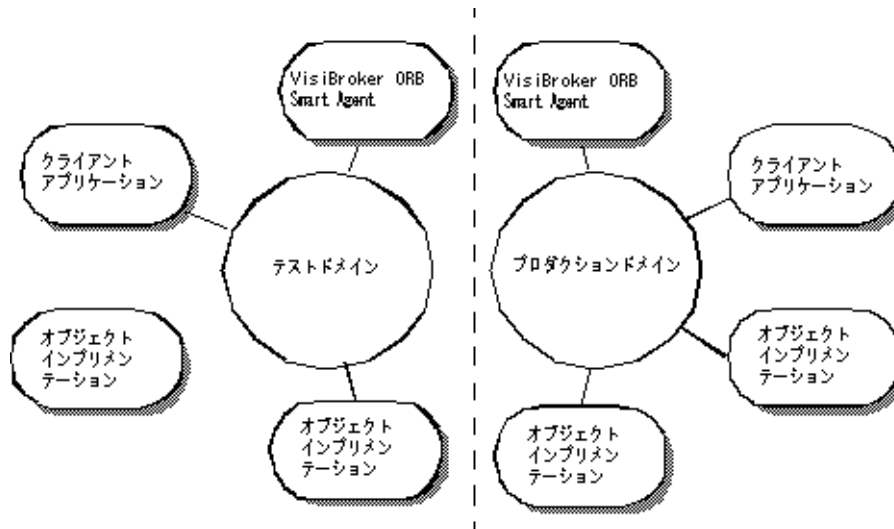 VisiBroker ORB
Smart Agent
クライアント
アプリケーション
テストドメイン
オブジェクト
インプリメン
テーション
オブジェクト
インプリメン
テーション
VisiBroker ORB
Smart Agent
クライアント
アプリケーション
プロダクションドメイン
オブジェクト
インプリメン
テーション
オブジェクト
インプリメン
テーション